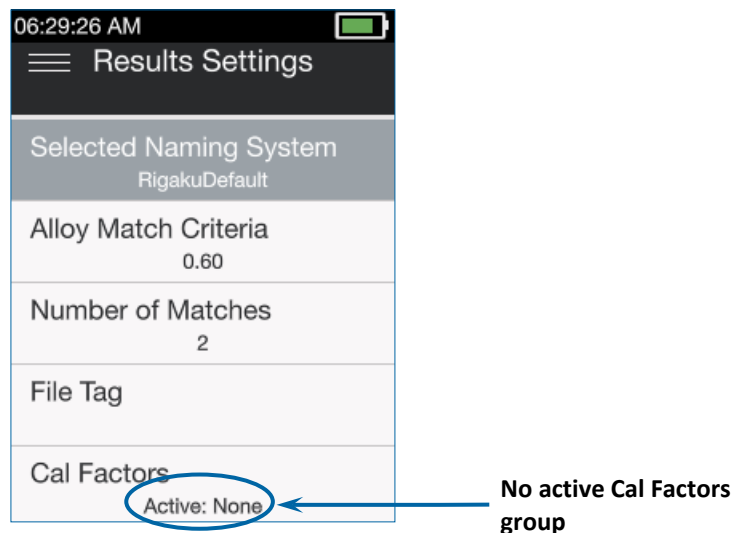 06:29:26 AM
Results Settings
Selected Naming System
RigakuDefault
Alloy Match Criteria
0.60
Number of Matches
2
File Tag
Cal Factors
Active: None
No active Cal Factors
group